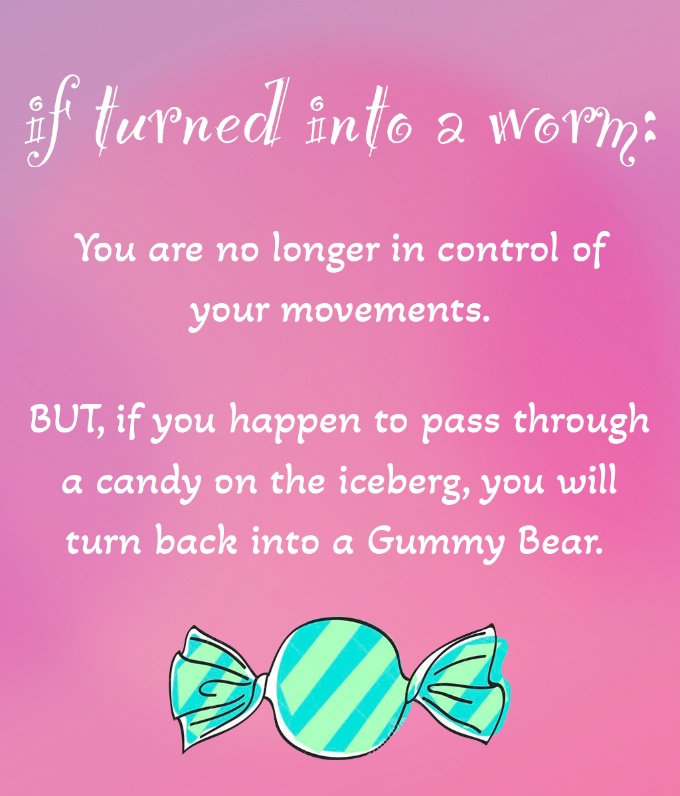 if turned into a worm:
You are no longer in control of
your movements.
BUT, if you happen to pass through
a candy on the iceberg, you will
turn back into a Gummy Bear.